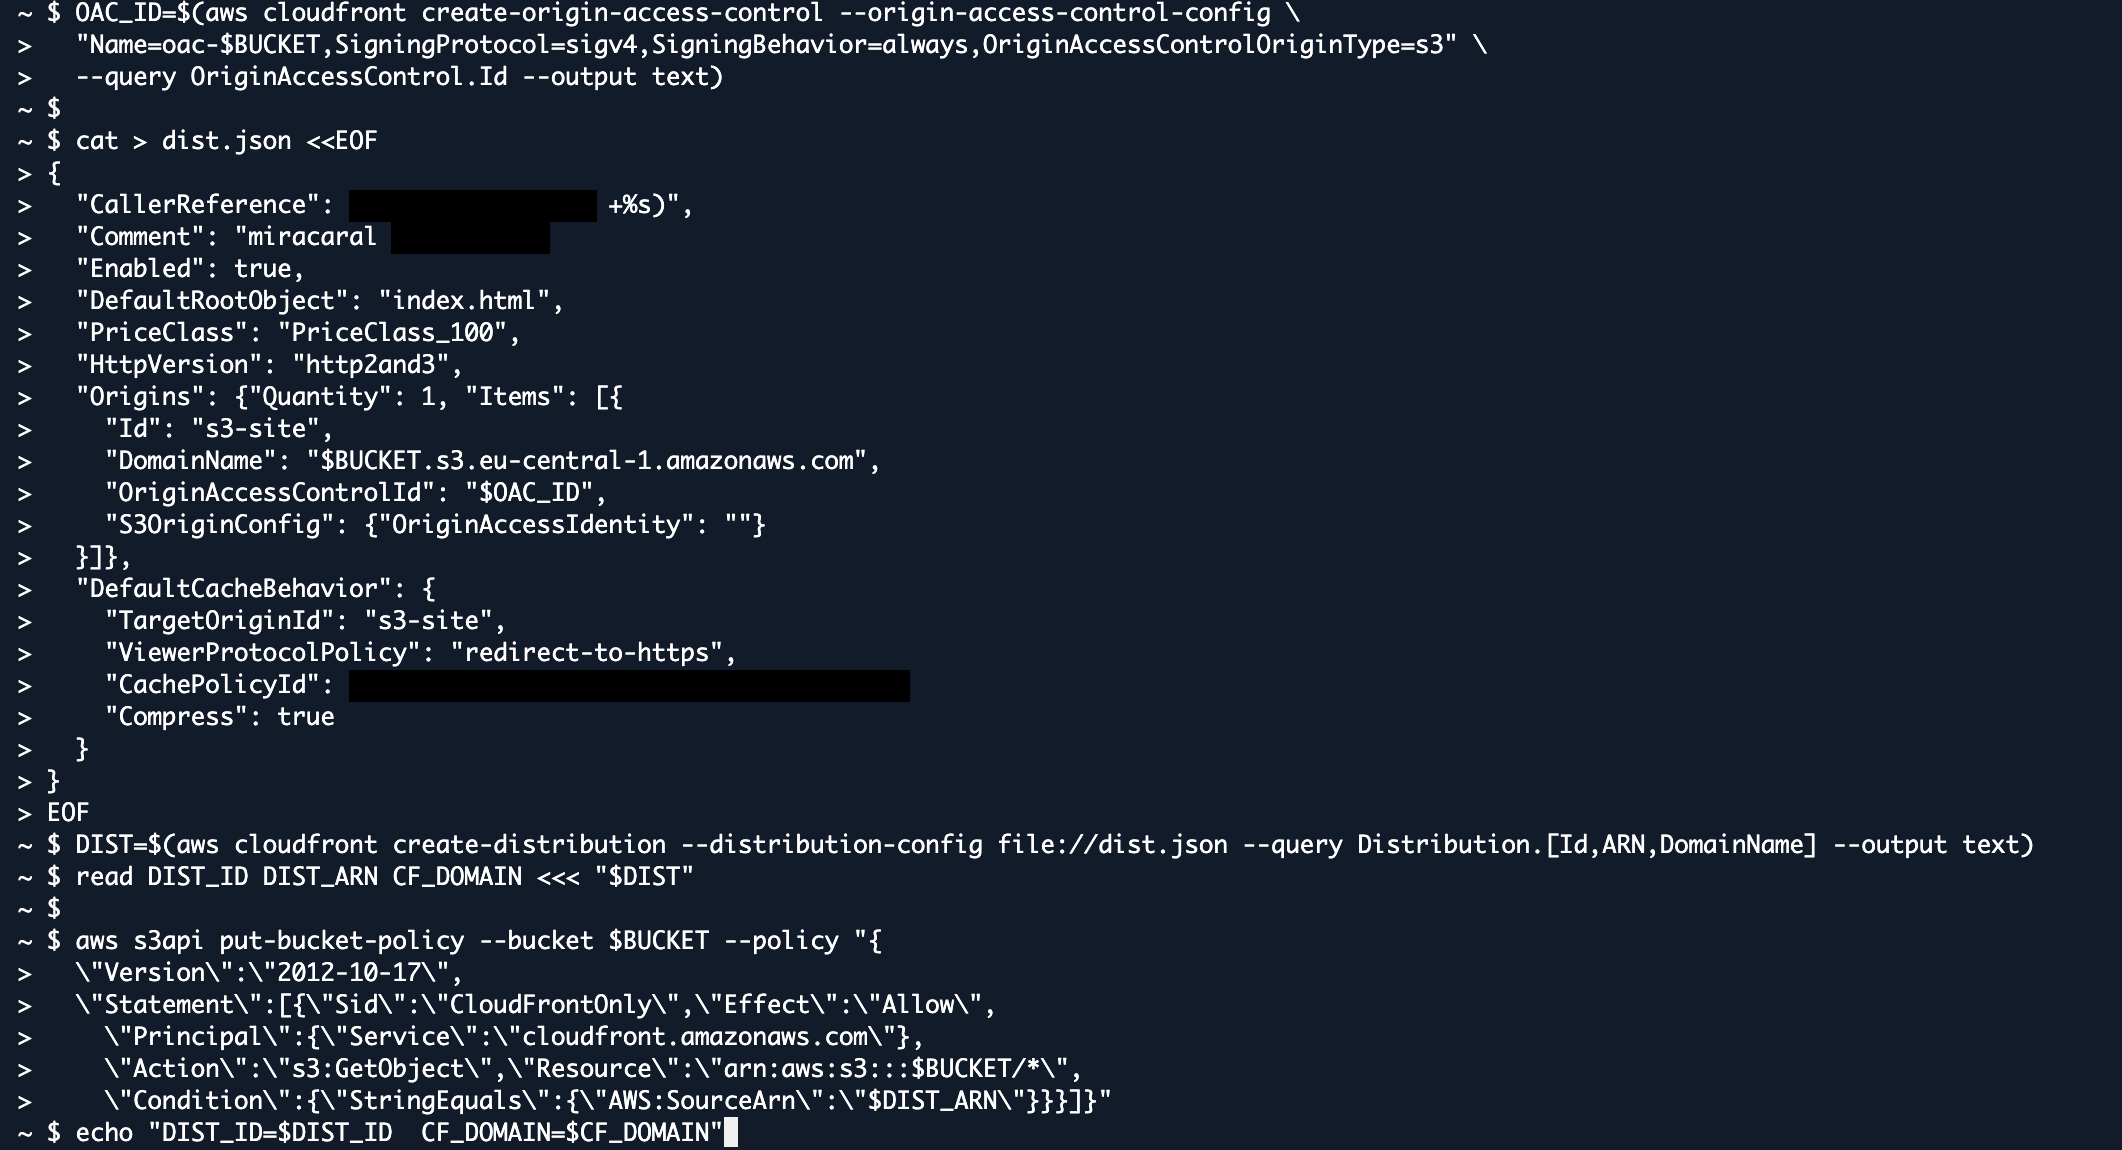 ~ $ OAC_ID=$(aws cloudfront create-origin-access-control --origin-access-control-config \
>   "Name=oac-$BUCKET,SigningProtocol=sigv4,SigningBehavior=always,OriginAccessControlOriginType=s3" \
>   --query OriginAccessControl.Id --output text)
~ $
~ $ cat > dist.json <<EOF
> {
>   "CallerReference": +%s)",
>   "Comment": "miracaral
>   "Enabled": true,
>   "DefaultRootObject": "index.html",
>   "PriceClass": "PriceClass_100",
>   "HttpVersion": "http2and3",
>   "Origins": {"Quantity": 1, "Items": [{
>     "Id": "s3-site",
>     "DomainName": "$BUCKET.s3.eu-central-1.amazonaws.com",
>     "OriginAccessControlId": "$OAC_ID",
>     "S3OriginConfig": {"OriginAccessIdentity": ""}
>   }]},
>   "DefaultCacheBehavior": {
>     "TargetOriginId": "s3-site",
>     "ViewerProtocolPolicy": "redirect-to-https",
>     "CachePolicyId":
>     "Compress": true
>   }
> }
> EOF
~ $ DIST=$(aws cloudfront create-distribution --distribution-config file://dist.json --query Distribution.[Id,ARN,DomainName] --output text)
~ $ read DIST_ID DIST_ARN CF_DOMAIN <<< "$DIST"
~ $
~ $ aws s3api put-bucket-policy --bucket $BUCKET --policy "{
>   \"Version\":\"2012-10-17\",
>   \"Statement\":[{\"Sid\":\"CloudFrontOnly\",\"Effect\":\"Allow\",
>     \"Principal\":{\"Service\":\"cloudfront.amazonaws.com\"},
>     \"Action\":\"s3:GetObject\",\"Resource\":\"arn:aws:s3:::$BUCKET/*\",
>     \"Condition\":{\"StringEquals\":{\"AWS:SourceArn\":\"$DIST_ARN\"}}}]}"
~ $ echo "DIST_ID=$DIST_ID  CF_DOMAIN=$CF_DOMAIN"